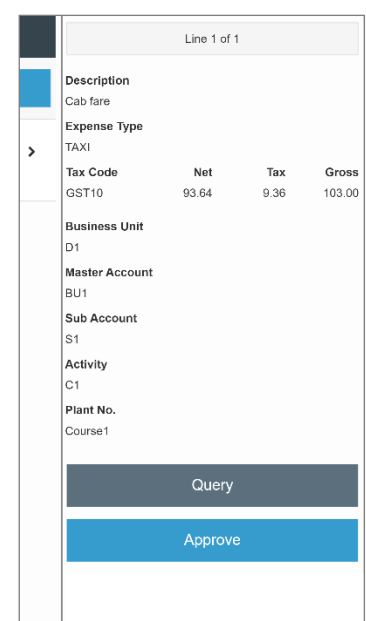 Line 1 of 1
Description
Cab fare
Expense Type
TAXI
Tax Code Net Tax Gross
GST10 93.64 9.36 103.00
Business Unit
D1
Master Account
BU1
Sub Account
S1
Activity
C1
Plant No.
Course1
Query
Approve